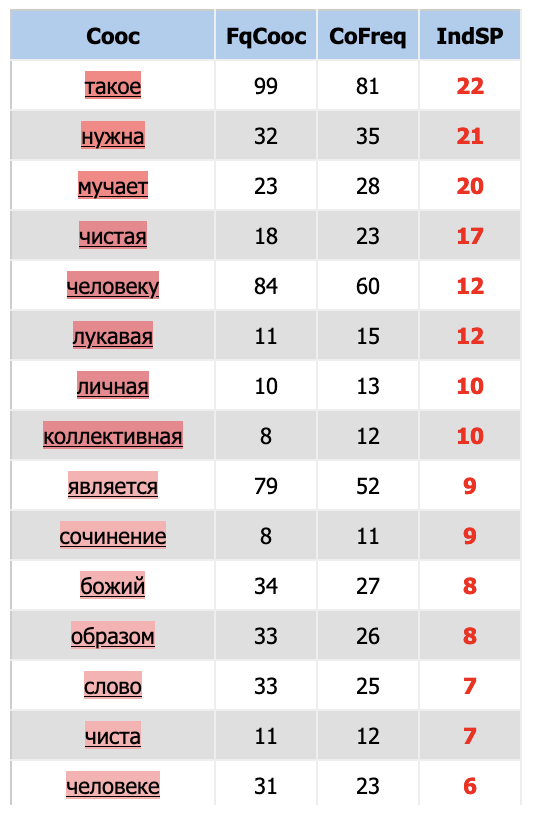 Cooc FqCooc CoFreq IndSP
такое 99 81 22
нужна 32 35 21
мучает 23 28 20
чистая 18 23 17
человеку 84 60 12
лукавая 11 15 12
личная 10 13 10
коллективная 8 12 10
является 79 52 9
сочинение 8 11 9
божий 34 27 8
образом 33 26 8
слово 33 25 7
чиста 11 12 7
человеке 31 23 6